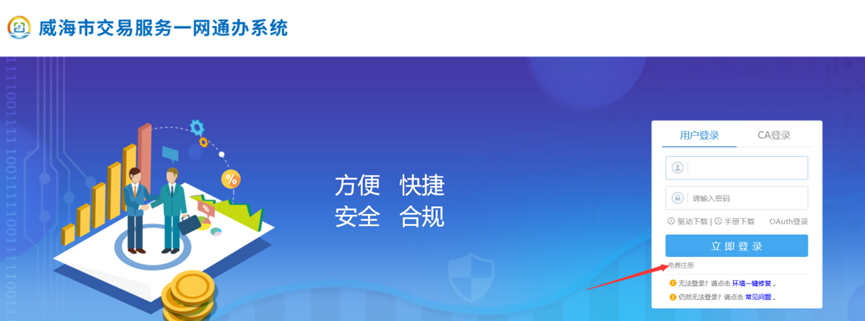 威海市交易服务一网通办系统
方便 快捷
安全 合规
用户登录 CA登录
请输入密码
驱动下载 | 手册下载 OAuth登录
立即登录
免费注册
无法登录?请点击 环境一键修复 。
仍然无法登录?请点击 常见问题 。
%